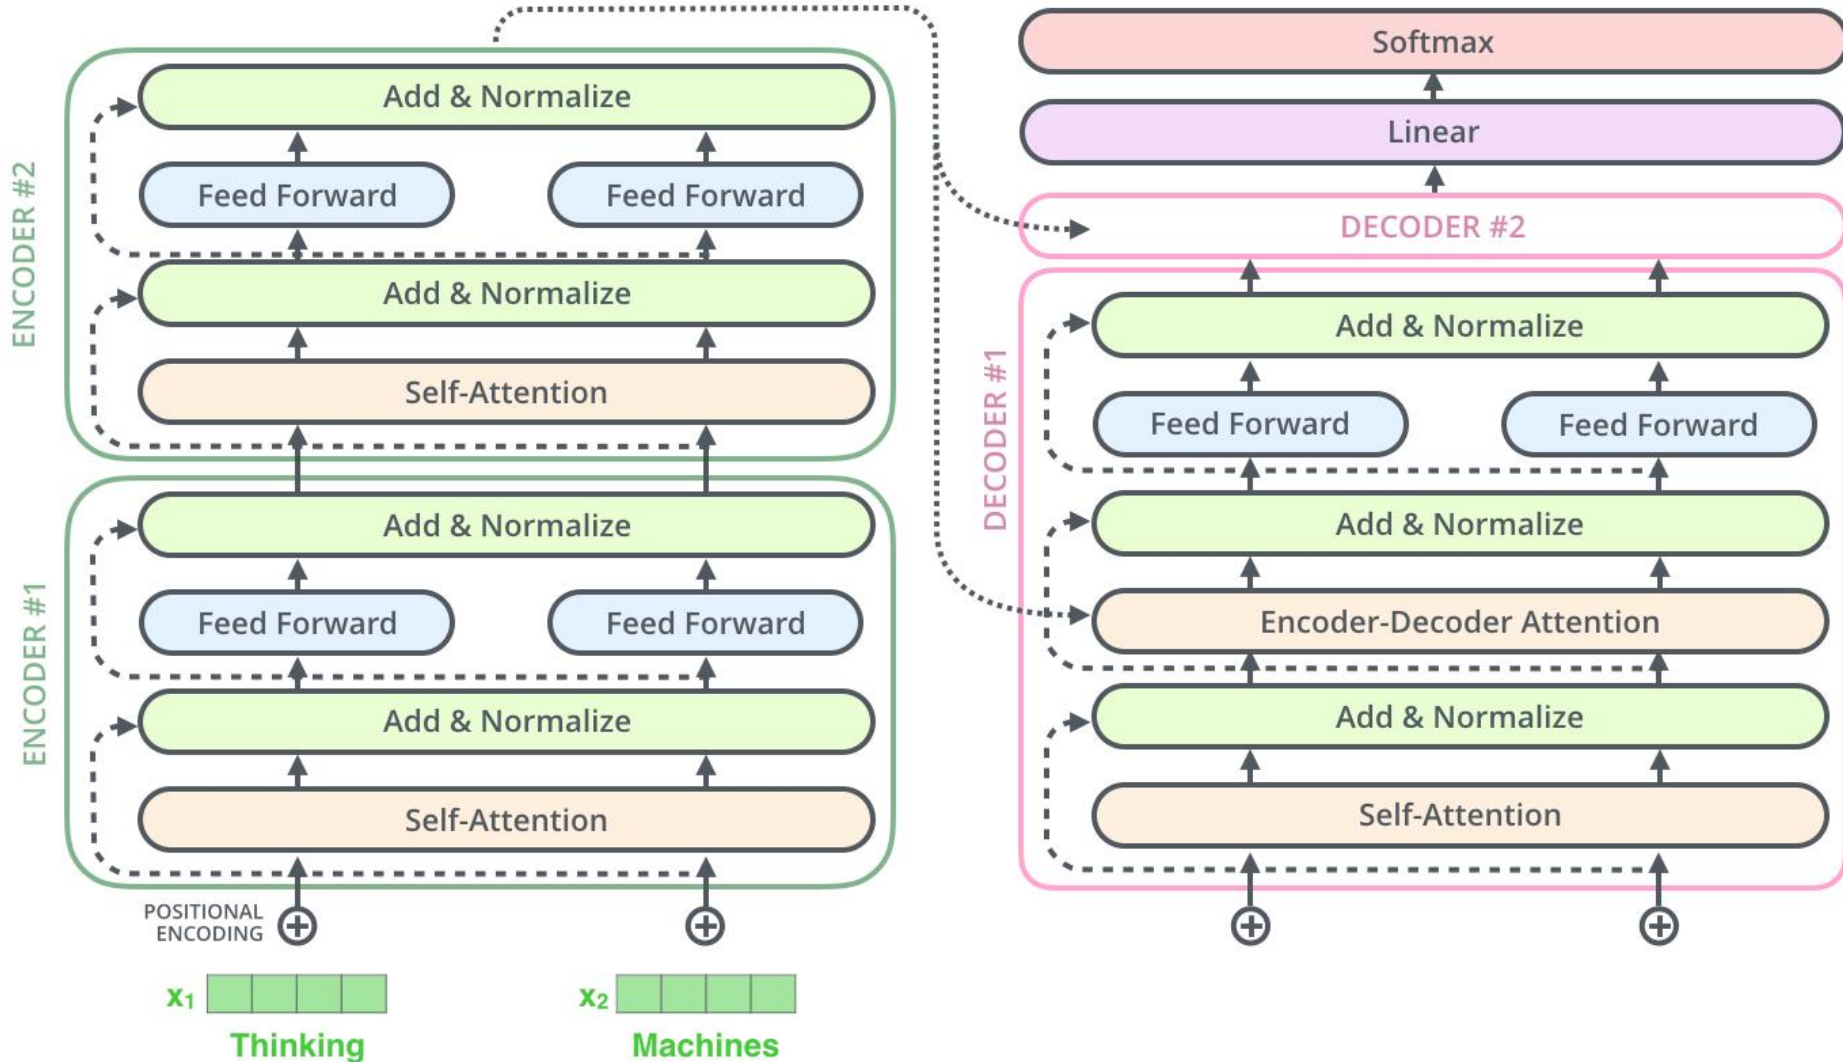 ENCODER #2
Add & Normalize
Feed Forward
Feed Forward
Add & Normalize
Self-Attention
ENCODER #1
Add & Normalize
Feed Forward
Feed Forward
Add & Normalize
Self-Attention
POSITIONAL
ENCODING
x₁
x₂
Thinking
Machines
Softmax
Linear
DECODER #2
DECODER #1
Add & Normalize
Feed Forward
Feed Forward
Add & Normalize
Encoder-Decoder Attention
Add & Normalize
Self-Attention